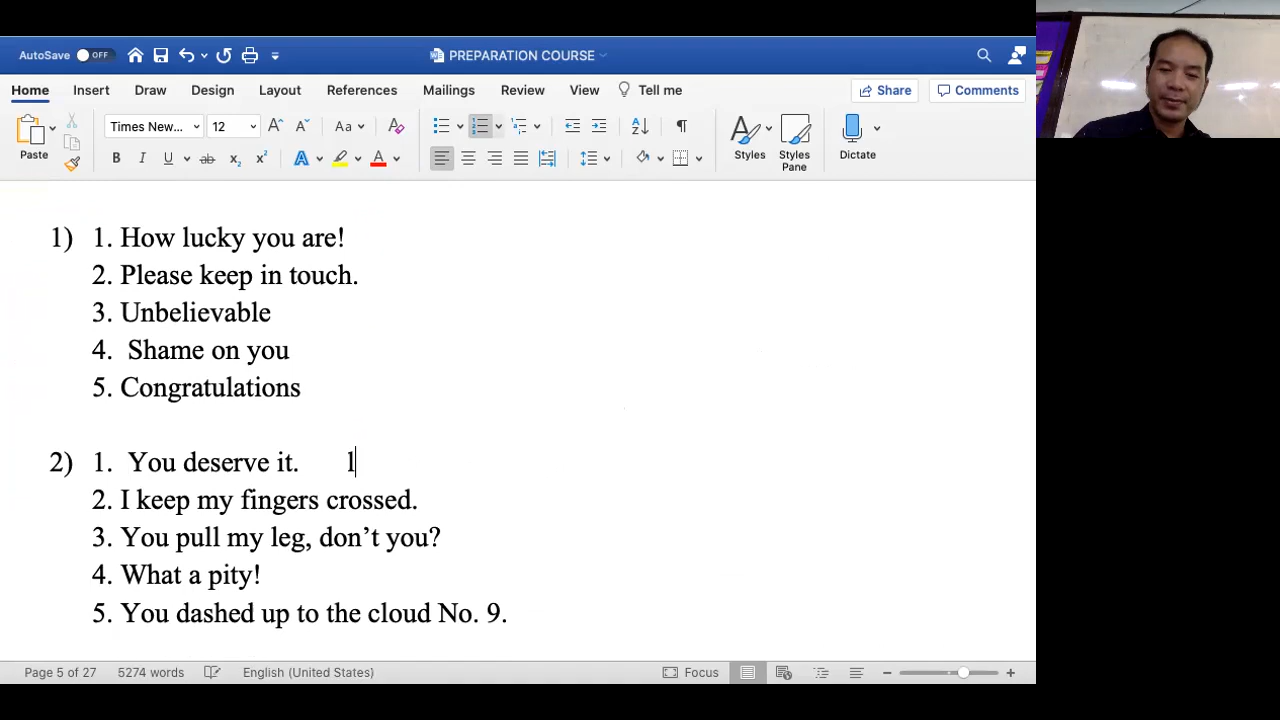 AutoSave OFF PREPARATION COURSE
Home Insert Draw Design Layout References Mailings Review View Tell me Share Comments
Paste Times New... 12 Aa Styles Styles Pane Dictate
1) 1. How lucky you are!
2. Please keep in touch.
3. Unbelievable
4. Shame on you
5. Congratulations
2) 1. You deserve it. l
2. I keep my fingers crossed.
3. You pull my leg, don’t you?
4. What a pity!
5. You dashed up to the cloud No. 9.
Page 5 of 27 5274 words English (United States) Focus